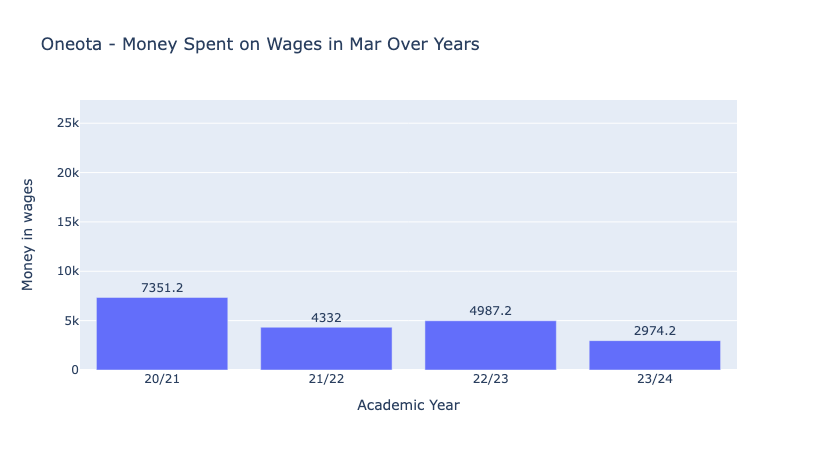 Oneota - Money Spent on Wages in Mar Over Years
Money in wages
25k
20k
15k
10k
5k
0
7351.2
4332
4987.2
2974.2
20/21
21/22
22/23
23/24
Academic Year